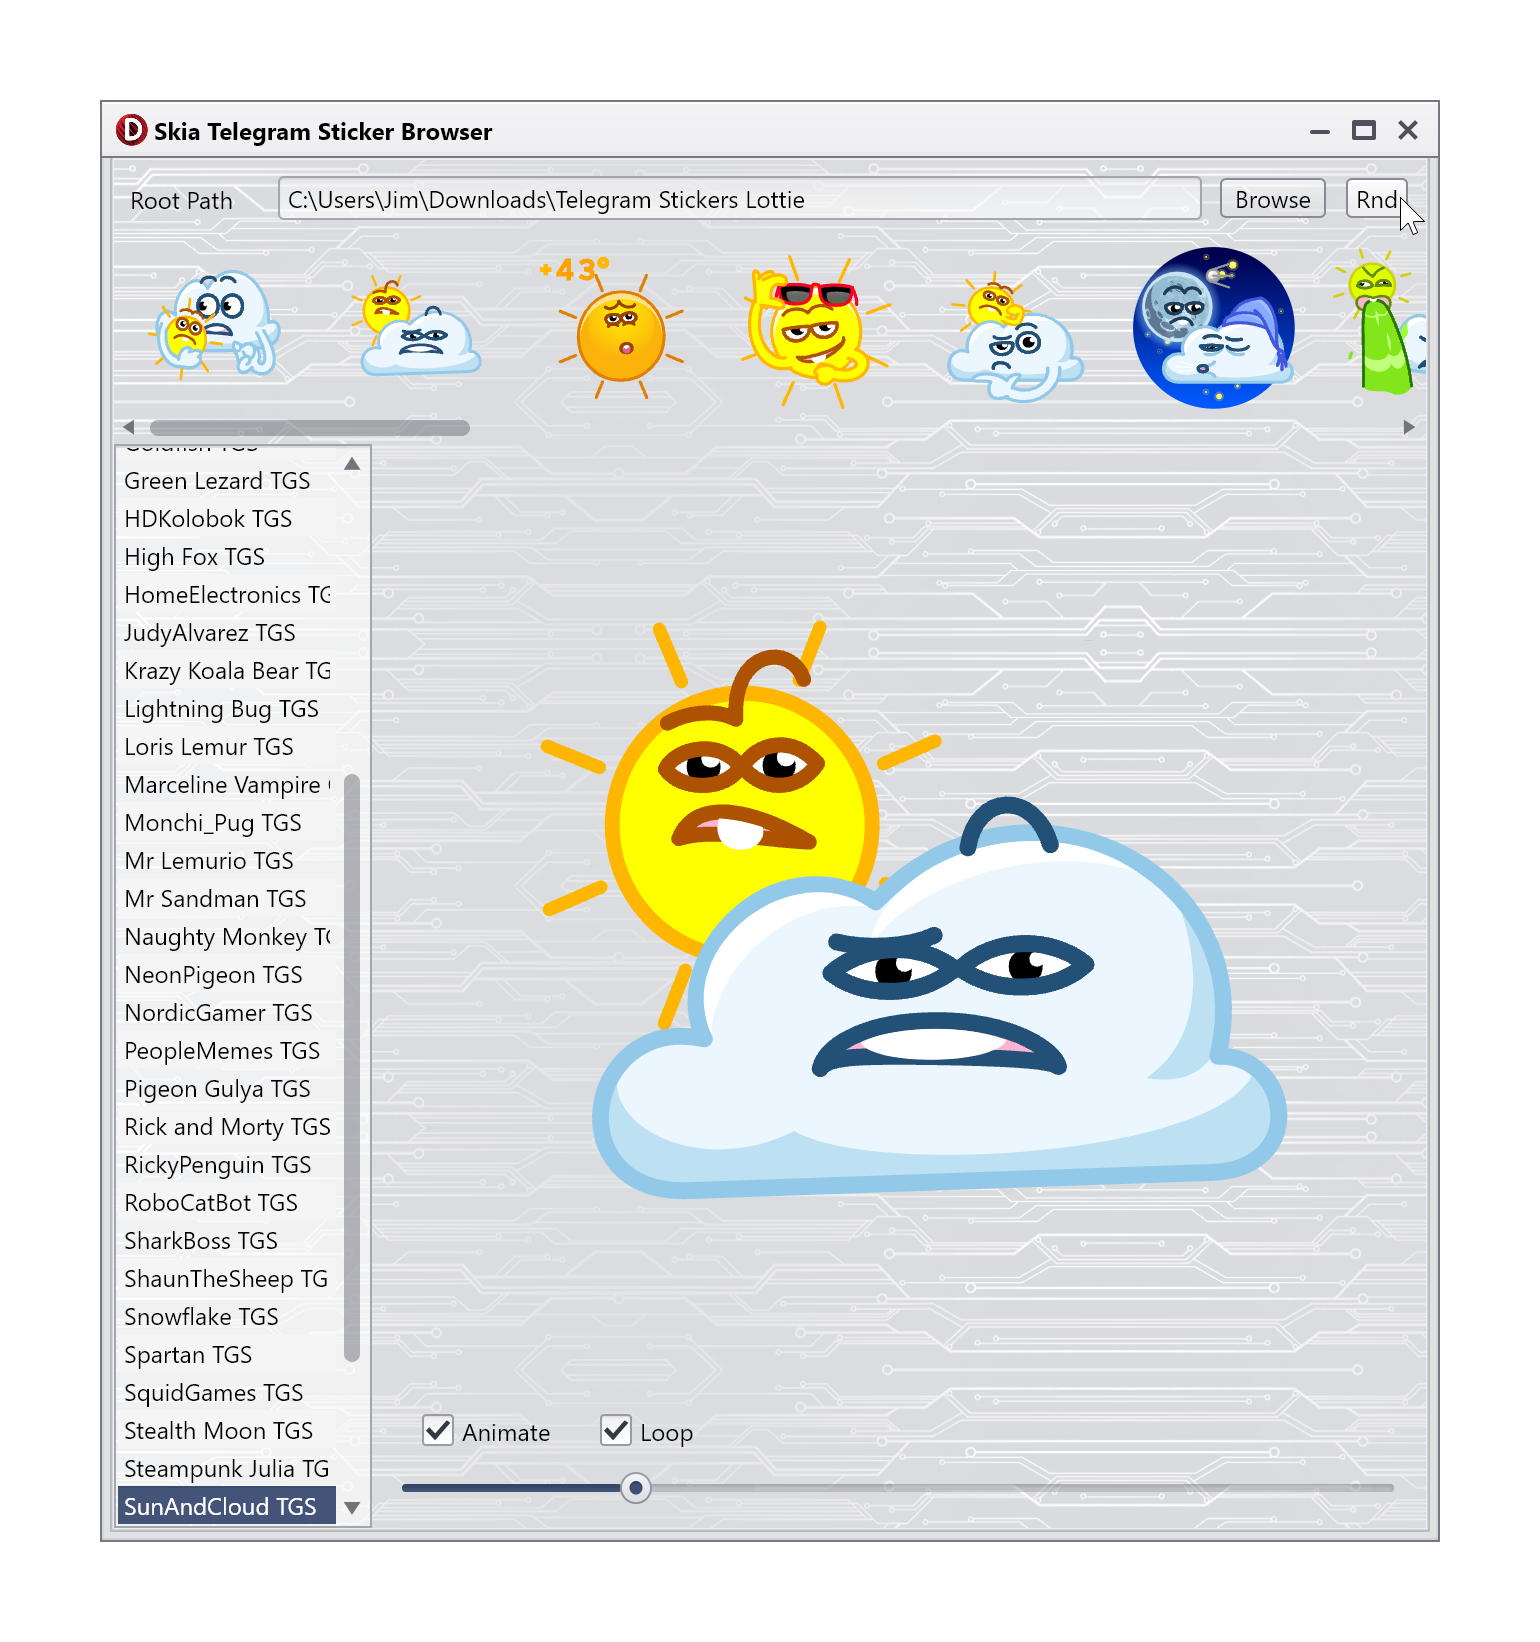 D Skia Telegram Sticker Browser
Root Path
C:\Users\Jim\Downloads\Telegram Stickers Lottie
Browse
Rnd
+43°
Green Lezard TGS
HDKolobok TGS
High Fox TGS
HomeElectronics TG
JudyAlvarez TGS
Krazy Koala Bear TG
Lightning Bug TGS
Loris Lemur TGS
Marceline Vampire
Monchi_Pug TGS
Mr Lemurio TGS
Mr Sandman TGS
Naughty Monkey TG
NeonPigeon TGS
NordicGamer TGS
PeopleMemes TGS
Pigeon Gulya TGS
Rick and Morty TGS
RickyPenguin TGS
RoboCatBot TGS
SharkBoss TGS
ShaunTheSheep TG
Snowflake TGS
Spartan TGS
SquidGames TGS
Stealth Moon TGS
Steampunk Julia TG
SunAndCloud TGS
Animate
Loop